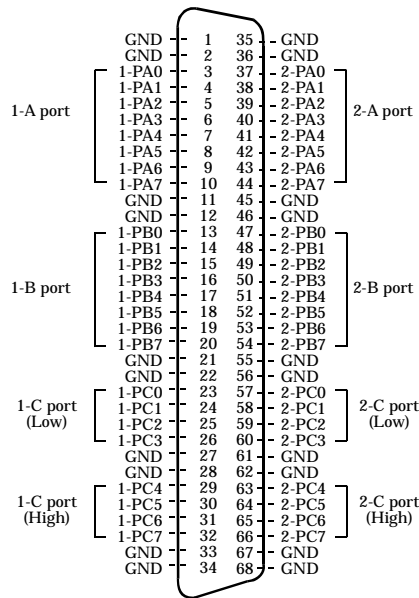 GND 1 35 GND
GND 2 36 GND
1-PA0 3 37 2-PA0
1-PA1 4 38 2-PA1
1-PA2 5 39 2-PA2
1-A port 1-PA3 6 40 2-PA3 2-A port
1-PA4 7 41 2-PA4
1-PA5 8 42 2-PA5
1-PA6 9 43 2-PA6
1-PA7 10 44 2-PA7
GND 11 45 GND
GND 12 46 GND
1-PB0 13 47 2-PB0
1-PB1 14 48 2-PB1
1-PB2 15 49 2-PB2
1-B port 1-PB3 16 50 2-PB3 2-B port
1-PB4 17 51 2-PB4
1-PB5 18 52 2-PB5
1-PB6 19 53 2-PB6
1-PB7 20 54 2-PB7
GND 21 55 GND
GND 22 56 GND
1-PC0 23 57 2-PC0
1-C port 1-PC1 24 58 2-PC1 2-C port
(Low) 1-PC2 25 59 2-PC2 (Low)
1-PC3 26 60 2-PC3
GND 27 61 GND
GND 28 62 GND
1-PC4 29 63 2-PC4
1-C port 1-PC5 30 64 2-PC5 2-C port
(High) 1-PC6 31 65 2-PC6 (High)
1-PC7 32 66 2-PC7
GND 33 67 GND
GND 34 68 GND